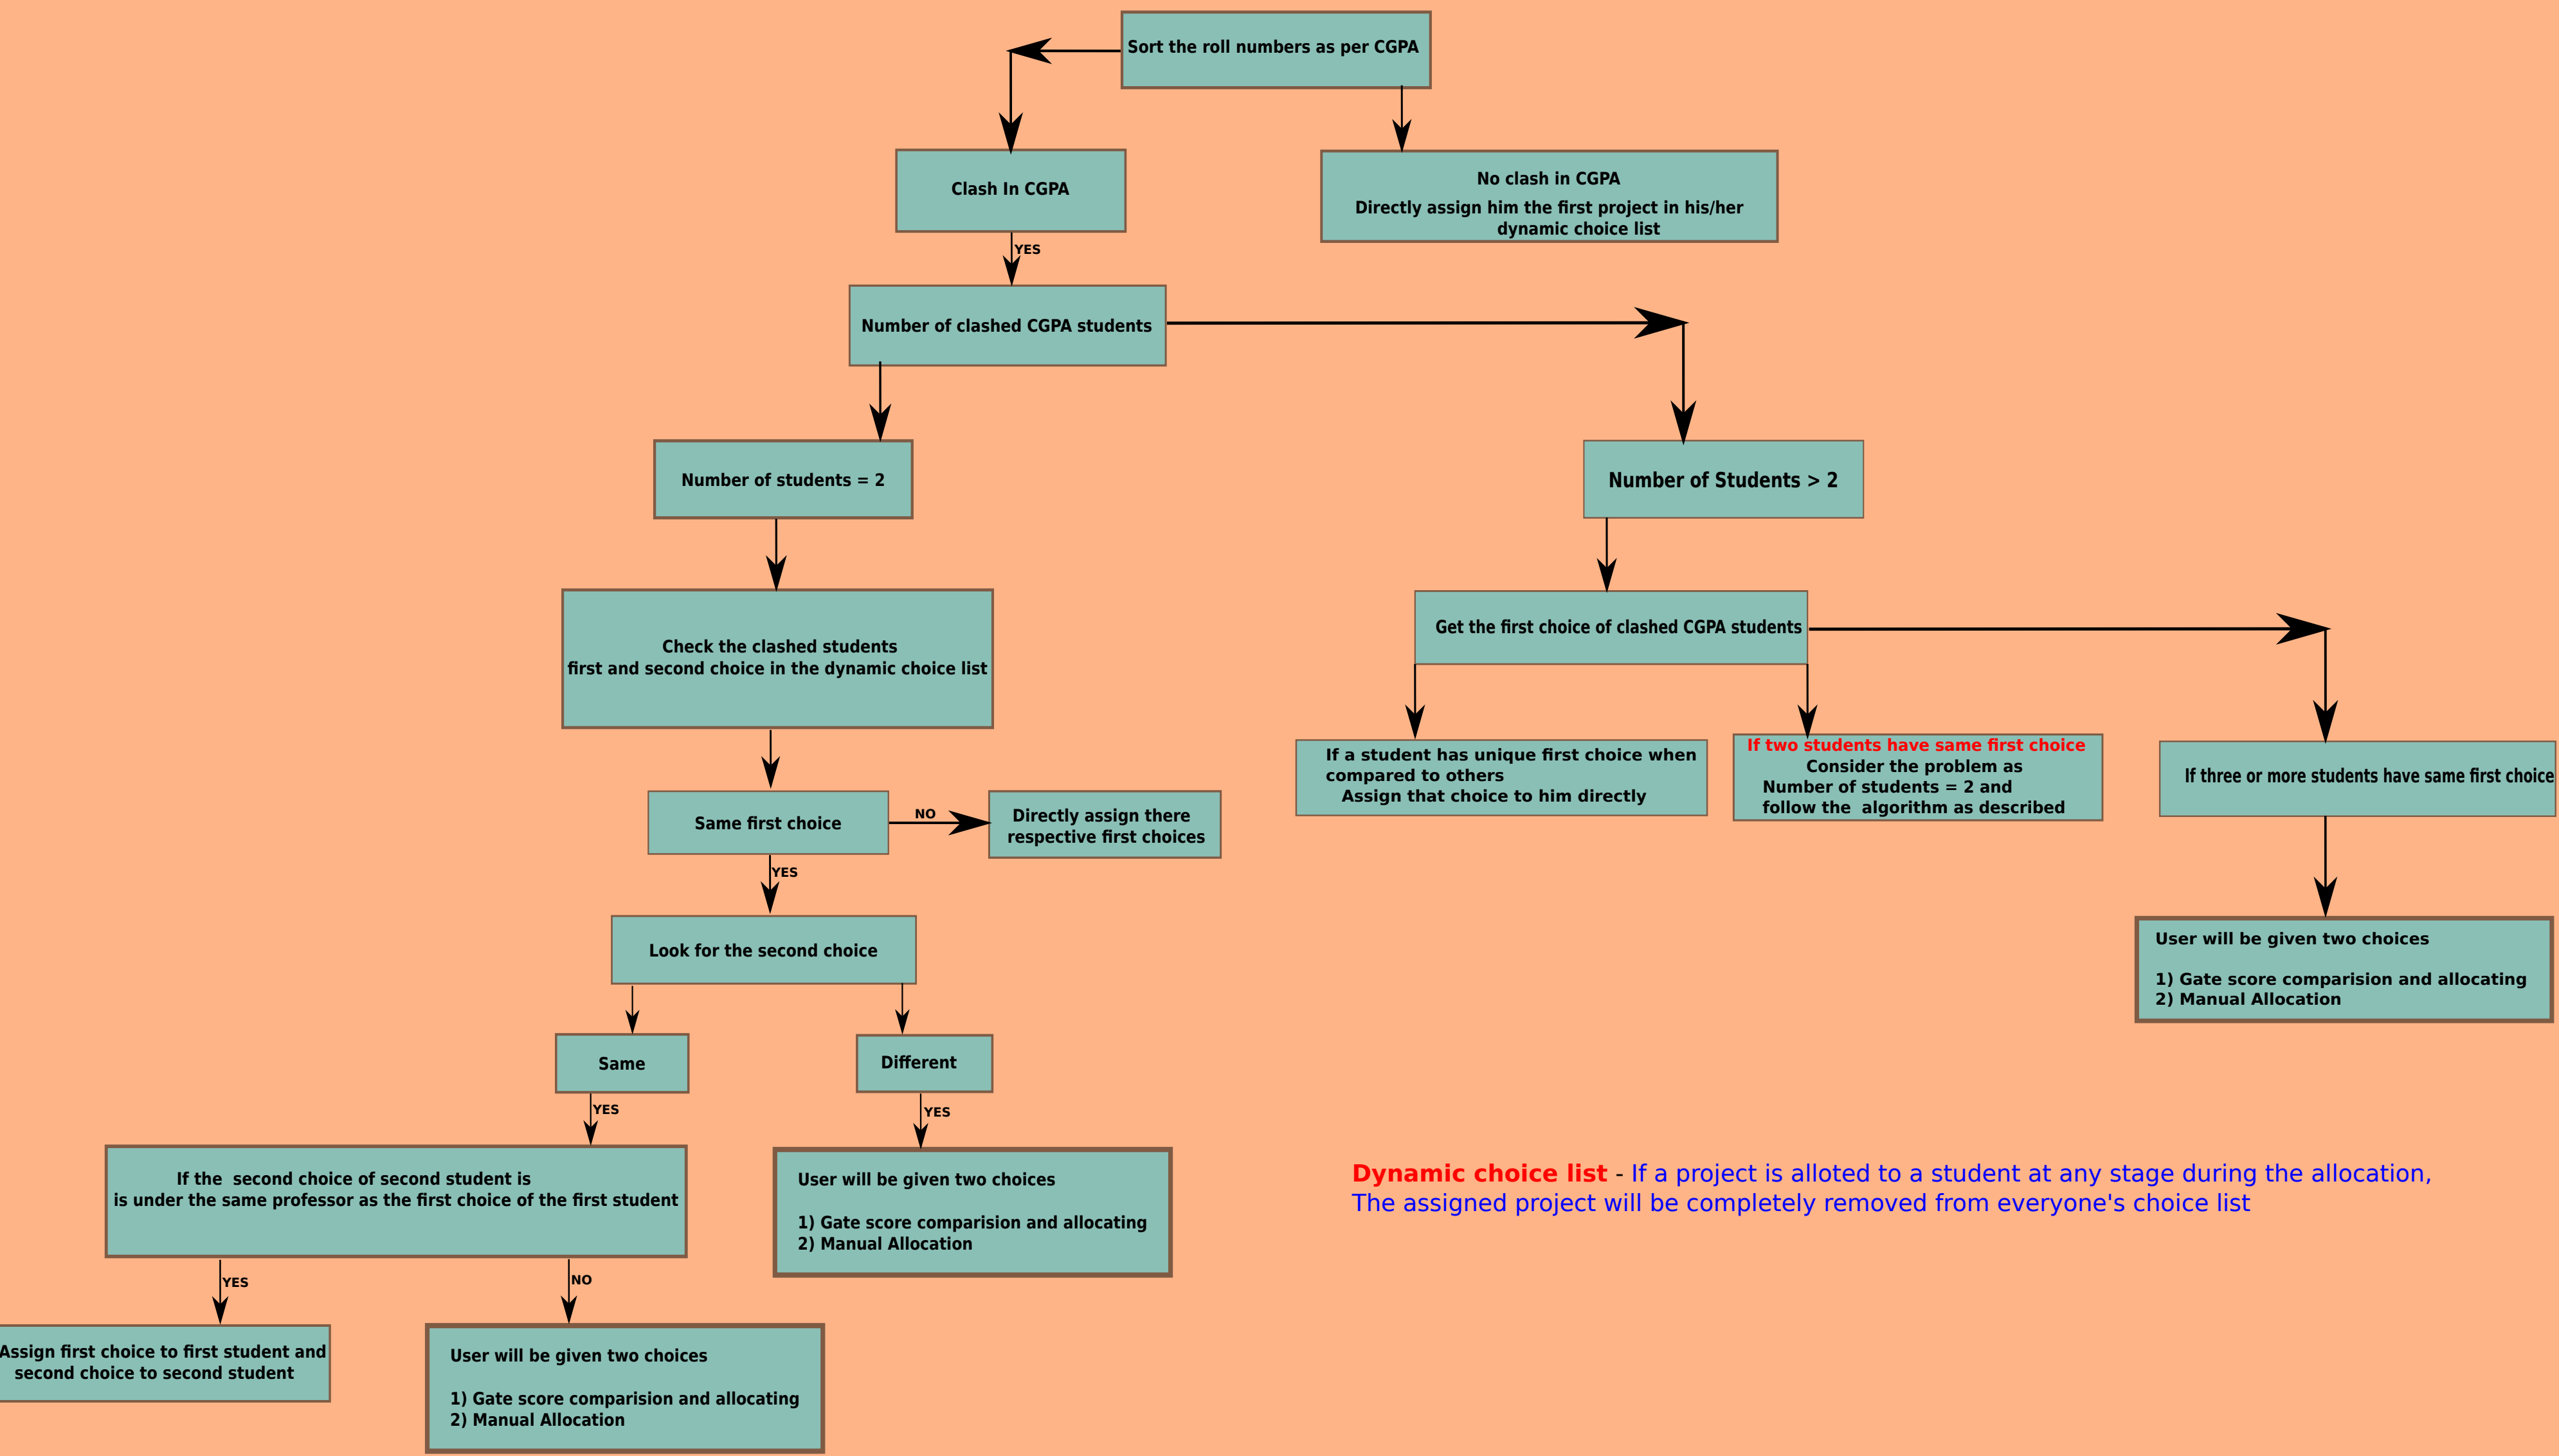 Sort the roll numbers as per CGPA
Clash In CGPA
No clash in CGPA
Directly assign him the first project in his/her
dynamic choice list
YES
Number of clashed CGPA students
Number of students = 2
Number of Students > 2
Check the clashed students
first and second choice in the dynamic choice list
Get the first choice of clashed CGPA students
If a student has unique first choice when
compared to others
Assign that choice to him directly
If two students have same first choice
Consider the problem as
Number of students = 2 and
follow the  algorithm as described
If three or more students have same first choice
Same first choice
NO
Directly assign there
respective first choices
YES
Look for the second choice
User will be given two choices
1) Gate score comparision and allocating
2) Manual Allocation
Same
Different
YES
YES
If the  second choice of second student is
is under the same professor as the first choice of the first student
User will be given two choices
1) Gate score comparision and allocating
2) Manual Allocation
Dynamic choice list - If a project is alloted to a student at any stage during the allocation,
The assigned project will be completely removed from everyone's choice list
YES
NO
Assign first choice to first student and
second choice to second student
User will be given two choices
1) Gate score comparision and allocating
2) Manual Allocation